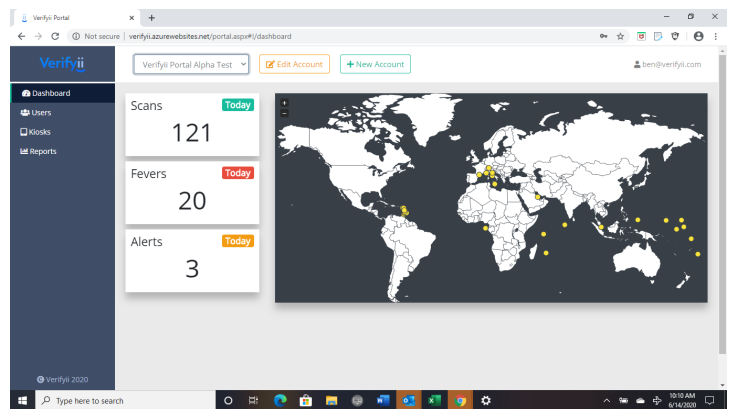 Verifyii Portal
Not secure | verifyii.azurewebsites.net/portal.aspx#!/dashboard
Verifyii
Verifyii Portal Alpha Test
Edit Account
+ New Account
ben@verifyii.com
Dashboard
Users
Kiosks
Reports
Scans
Today
121
Fevers
Today
20
Alerts
Today
3
+
−
© Verifyii 2020
Type here to search
10:10 AM
6/14/2020